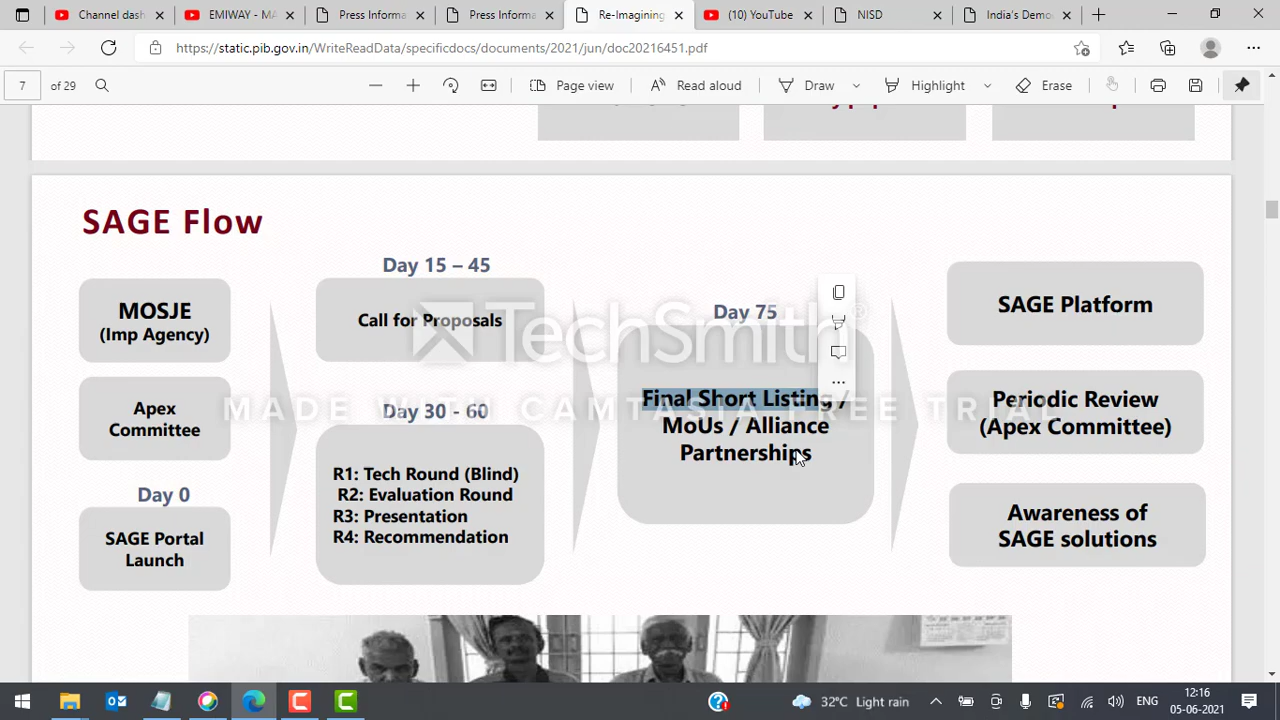 Channel dash
EMIWAY - MA
Press Informa
Press Informa
Re-Imagining
(10) YouTube
NISD
India's Demo
https://static.pib.gov.in/WriteReadData/specificdocs/documents/2021/jun/doc20216451.pdf
7 of 29
Page view
Read aloud
Draw
Highlight
Erase
SAGE Flow
MOSJE
(Imp Agency)
Apex
Committee
Day 0
SAGE Portal
Launch
Day 15 – 45
Call for Proposals
Day 30 - 60
R1: Tech Round (Blind)
R2: Evaluation Round
R3: Presentation
R4: Recommendation
Day 75
Final Short Listing /
MoUs / Alliance
Partnerships
SAGE Platform
Periodic Review
(Apex Committee)
Awareness of
SAGE solutions
TechSmith®
MADE WITH CAMTASIA FREE TRIAL
32°C Light rain
ENG
12:16
05-06-2021